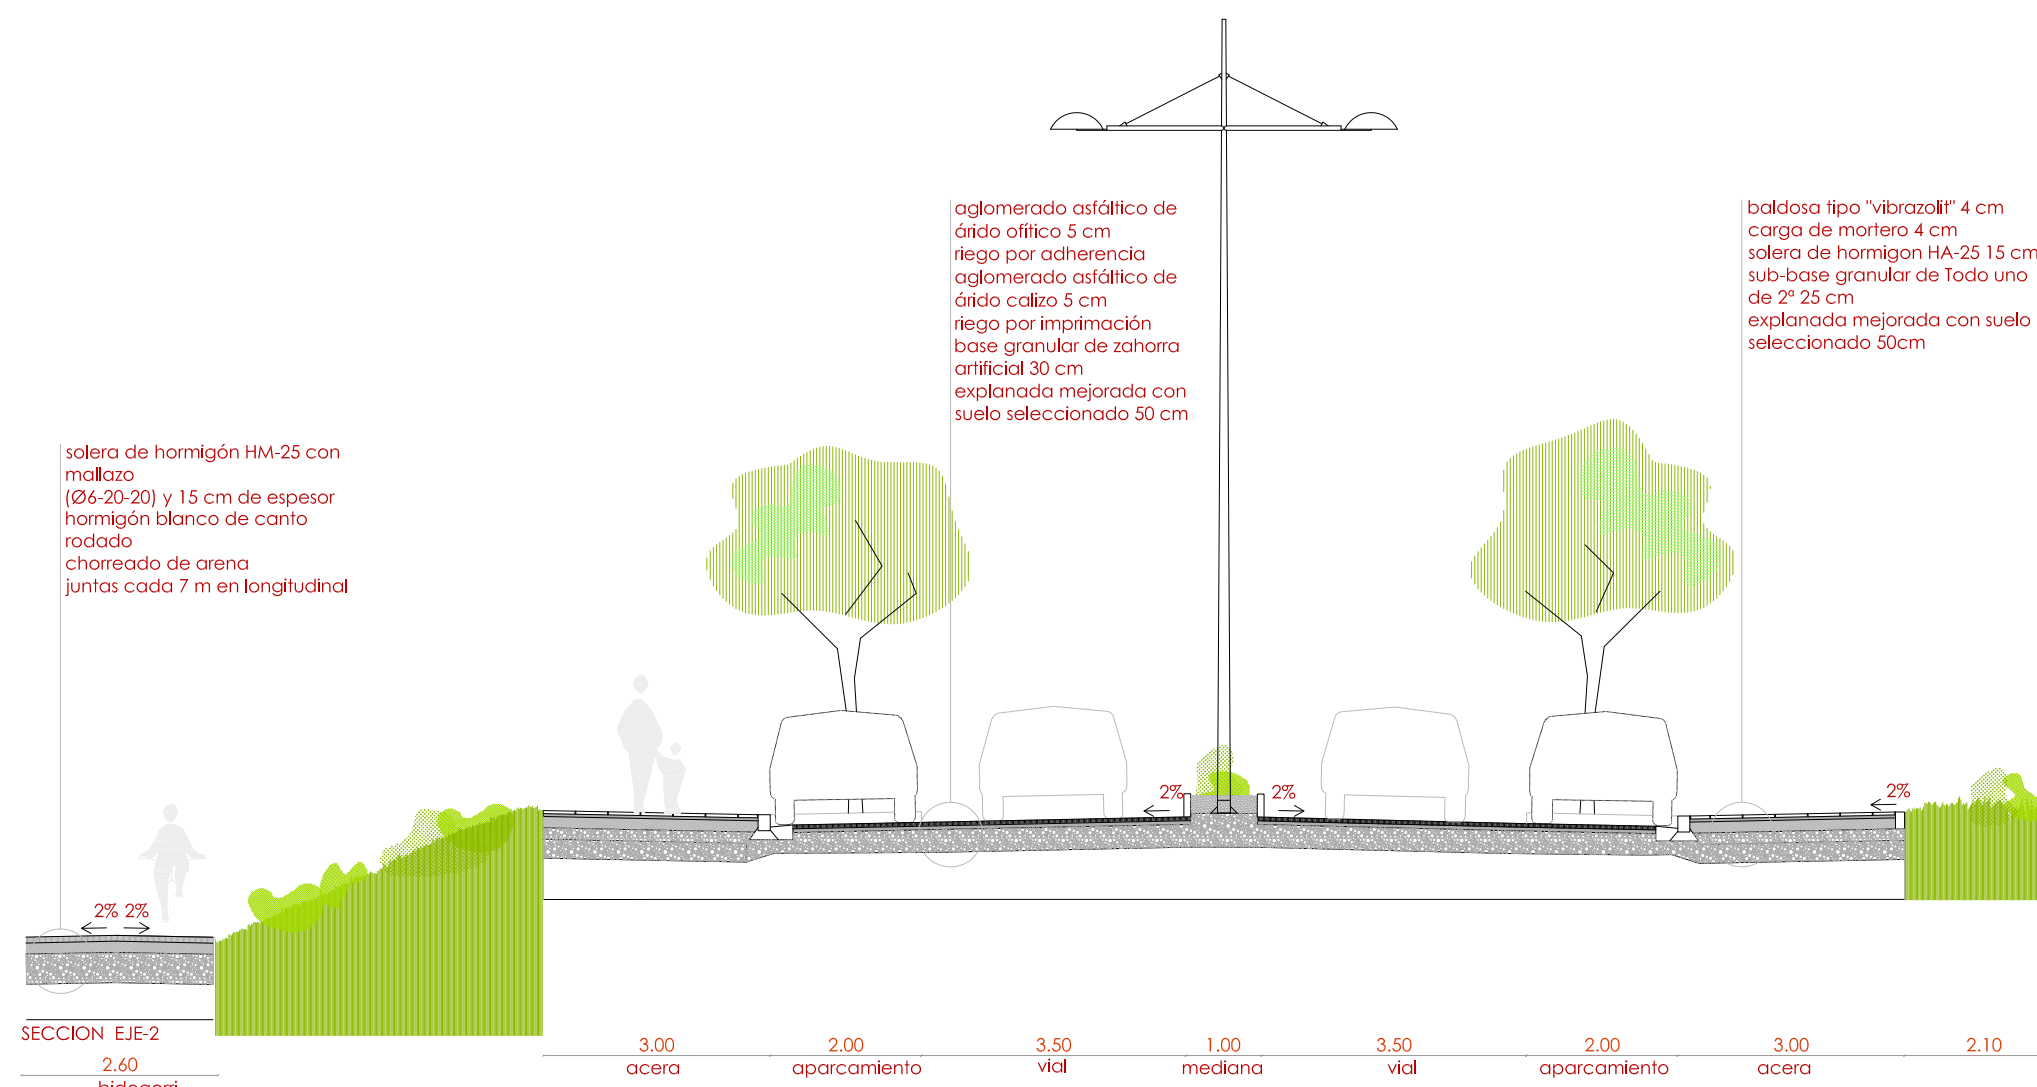 aglomerado asfáltico de
árido ofítico 5 cm
riego por adherencia
aglomerado asfáltico de
árido calizo 5 cm
riego por imprimación
base granular de zahorra
artificial 30 cm
explanada mejorada con
suelo seleccionado 50 cm
baldosa tipo "vibrazolit" 4 cm
carga de mortero 4 cm
solera de hormigon HA-25 15 cm
sub-base granular de Todo uno
de 2ª 25 cm
explanada mejorada con suelo
seleccionado 50cm
solera de hormigón HM-25 con
mallazo
(Ø6-20-20) y 15 cm de espesor
hormigón blanco de canto
rodado
chorreado de arena
juntas cada 7 m en longitudinal
2% 2%
2%
2%
2%
SECCION EJE-2
2.60
bidegorri
3.00
acera
2.00
aparcamiento
3.50
vial
1.00
mediana
3.50
vial
2.00
aparcamiento
3.00
acera
2.10